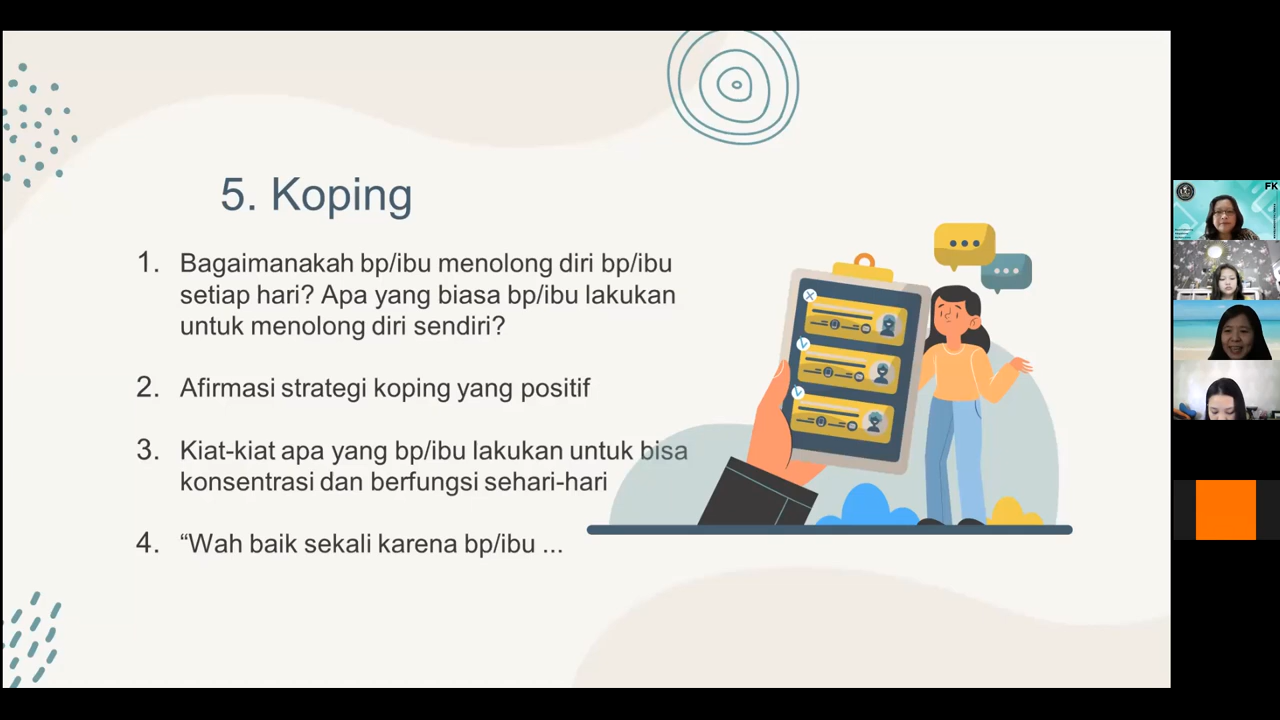 5. Koping
1. Bagaimanakah bp/ibu menolong diri bp/ibu
setiap hari? Apa yang biasa bp/ibu lakukan
untuk menolong diri sendiri?
2. Afirmasi strategi koping yang positif
3. Kiat-kiat apa yang bp/ibu lakukan untuk bisa
konsentrasi dan berfungsi sehari-hari
4. “Wah baik sekali karena bp/ibu ...
FK